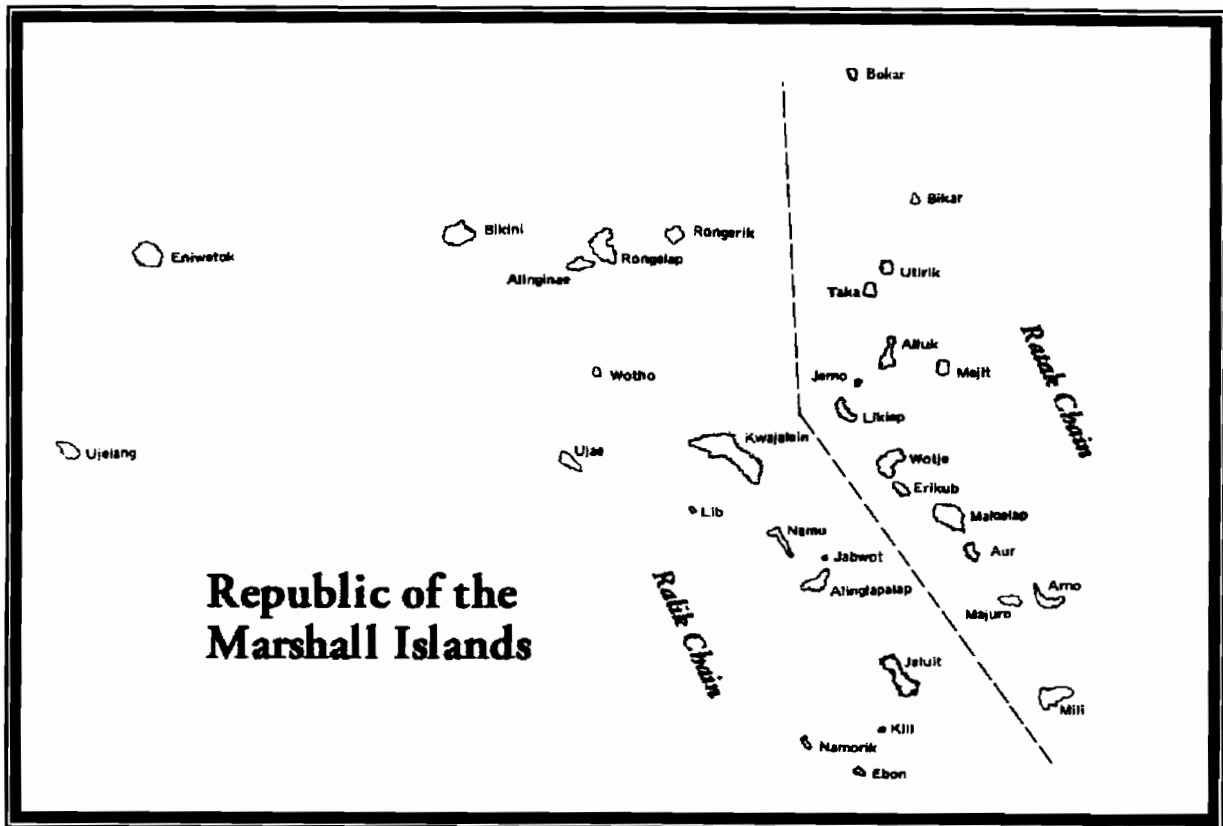 Bokar
Bikar
Bikini
Rongerik
Eniwetok
Rongelap
Alinginae
Utirik
Taka
Ratak Chain
Ailuk
Mejit
Jemo
Wotho
Likiep
Kwajalein
Ujelang
Ujae
Wotje
Erikub
Lib
Maloelap
Namu
Jabwot
Aur
Republic of the
Marshall Islands
Ralik Chain
Alinglapalap
Arno
Majuro
Jaluit
Mili
Kili
Namorik
Ebon